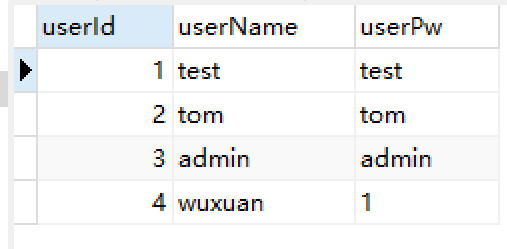 userId userName userPw
1 test test
2 tom tom
3 admin admin
4 wuxuan 1